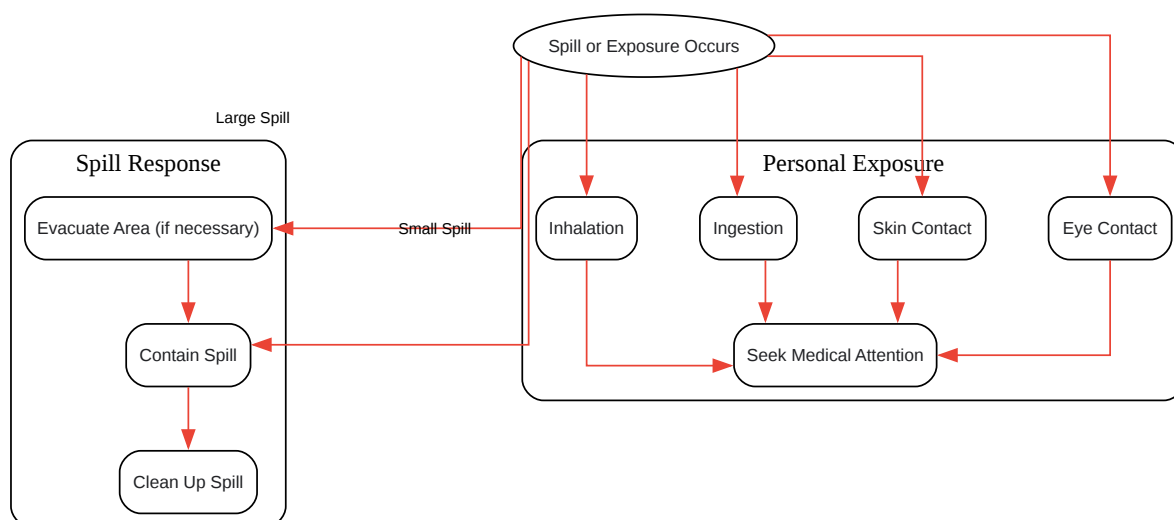 Spill or Exposure Occurs
Large Spill
Spill Response
Personal Exposure
Evacuate Area (if necessary)
Small Spill
Inhalation
Ingestion
Skin Contact
Eye Contact
Contain Spill
Seek Medical Attention
Clean Up Spill